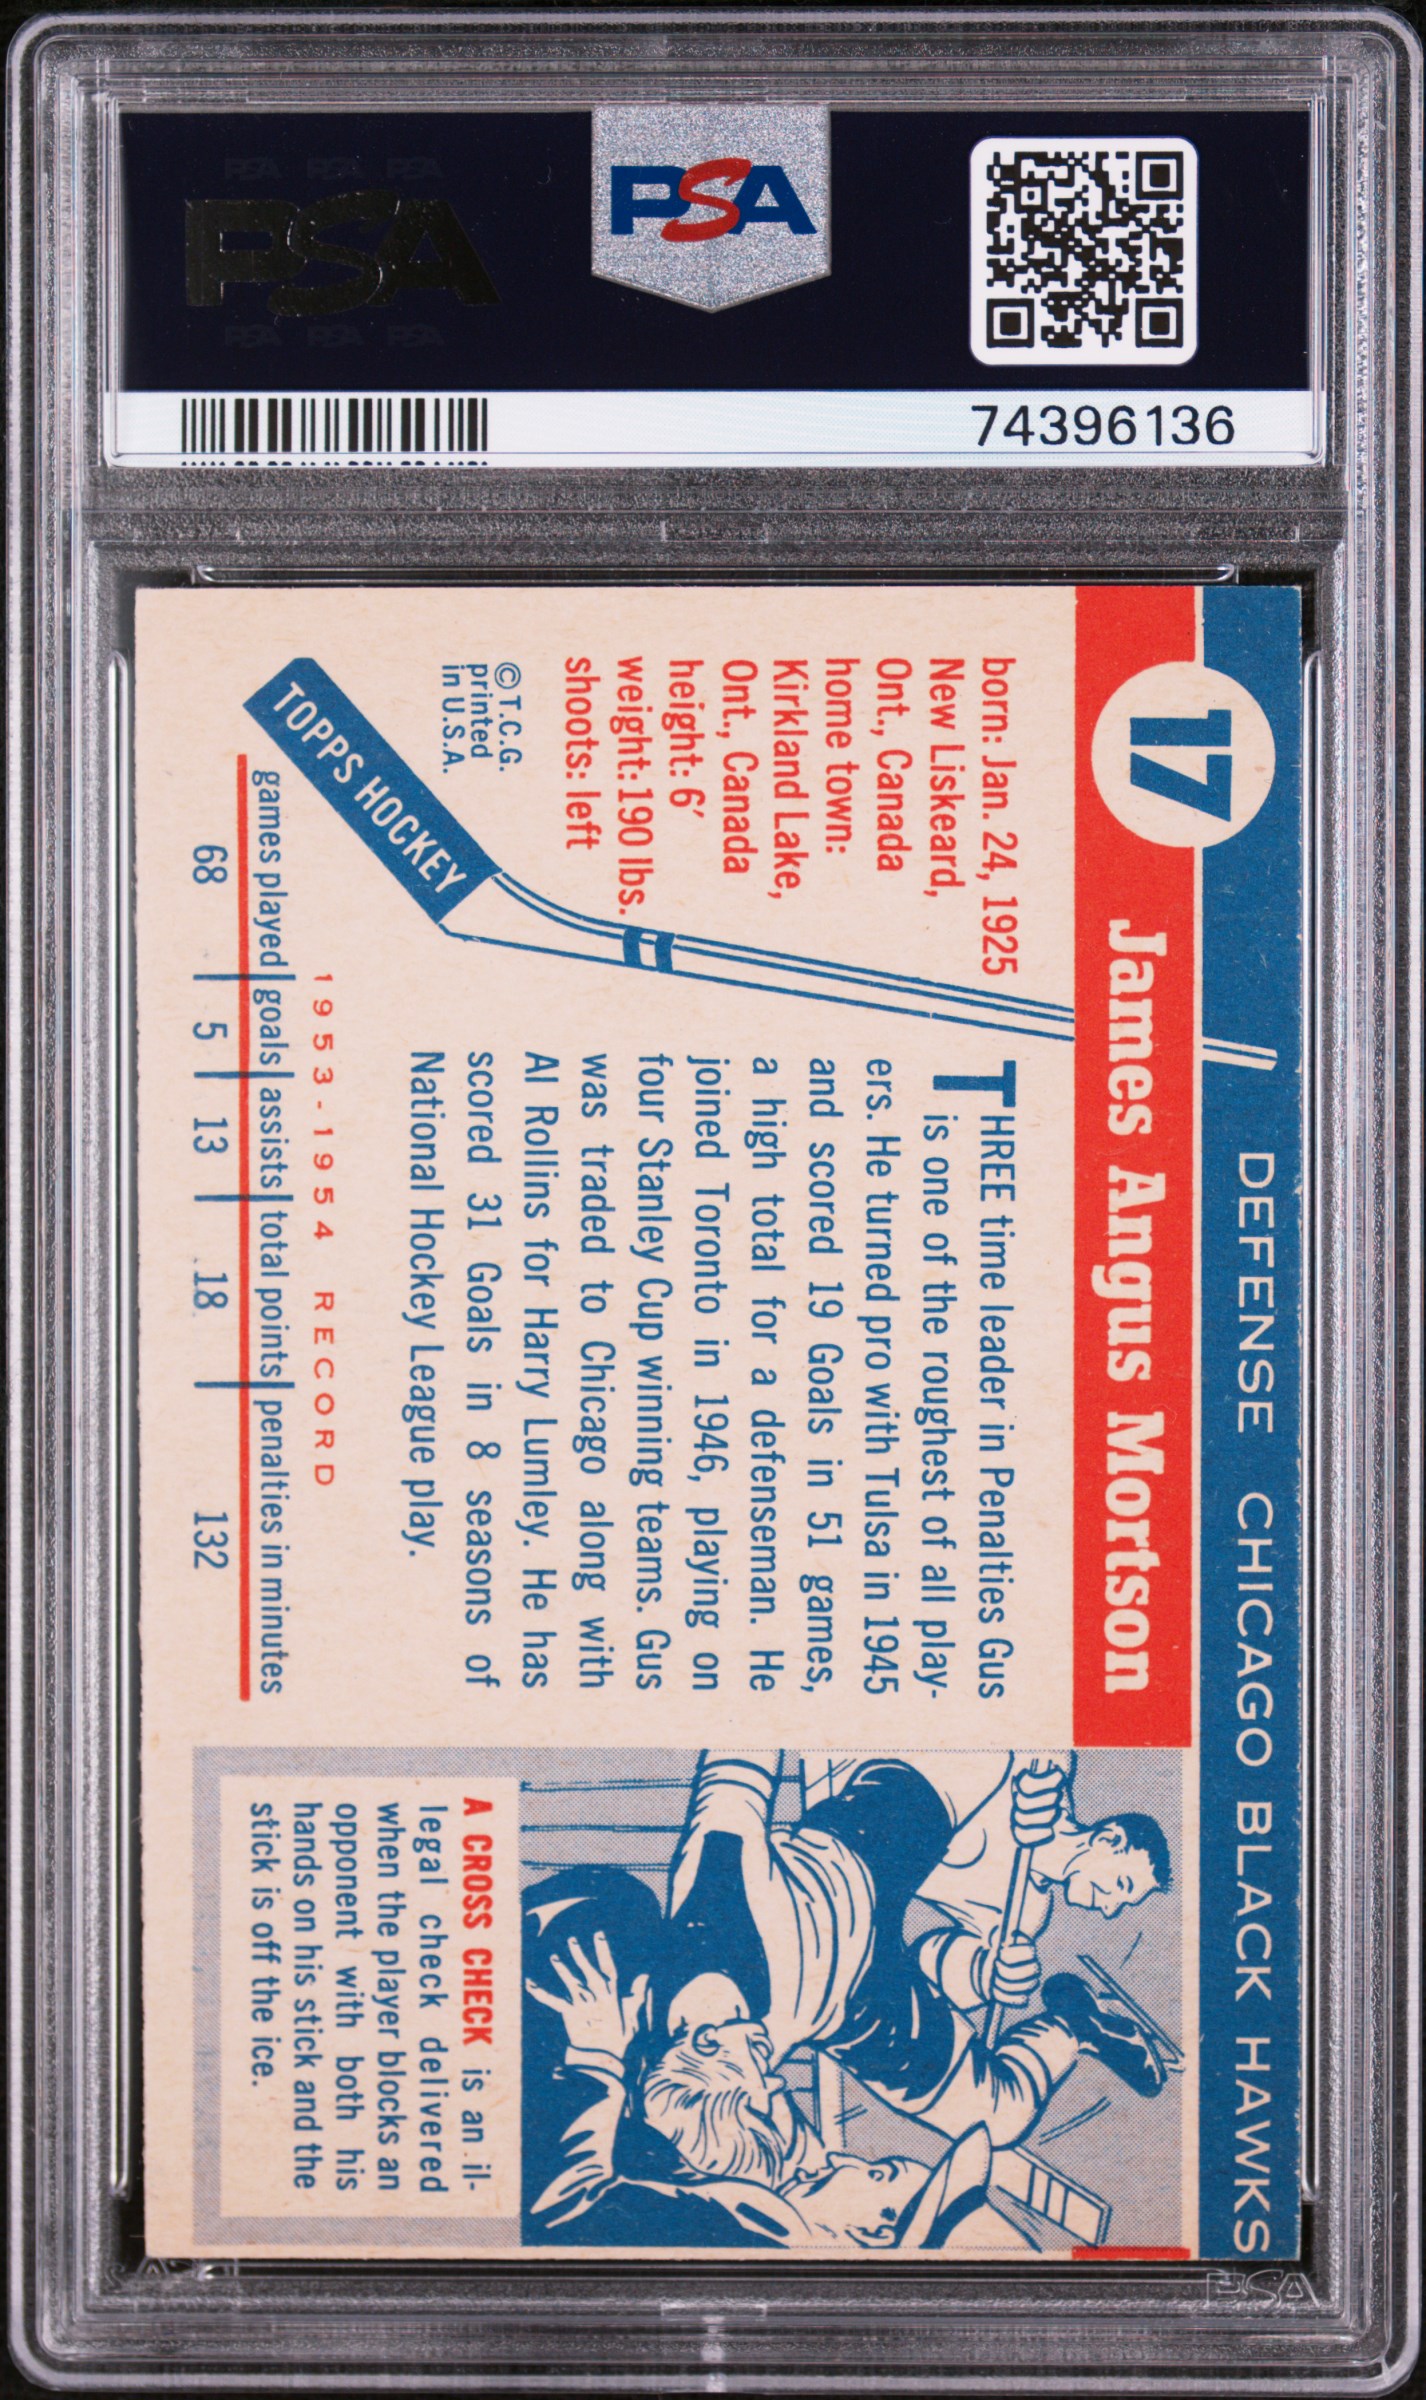 PSA PSA PSA
PSA
PSA PSA PSA
PSA
74396136
17
DEFENSE CHICAGO BLACK HAWKS
James Angus Mortson
born: Jan. 24, 1925
New Liskeard,
Ont., Canada
home town:
Kirkland Lake,
Ont., Canada
height: 6'
weight: 190 lbs.
shoots: left
© T.C.G.
printed
in U.S.A.
TOPPS HOCKEY
THREE time leader in Penalties Gus
is one of the roughest of all play-
ers. He turned pro with Tulsa in 1945
and scored 19 Goals in 51 games,
a high total for a defenseman. He
joined Toronto in 1946, playing on
four Stanley Cup winning teams. Gus
was traded to Chicago along with
Al Rollins for Harry Lumley. He has
scored 31 Goals in 8 seasons of
National Hockey League play.
1953-1954 RECORD
games played goals assists total points penalties in minutes
68 5 13 18 132
A CROSS CHECK is an il-
legal check delivered
when the player blocks an
opponent with both his
hands on his stick and the
stick is off the ice.
PSA